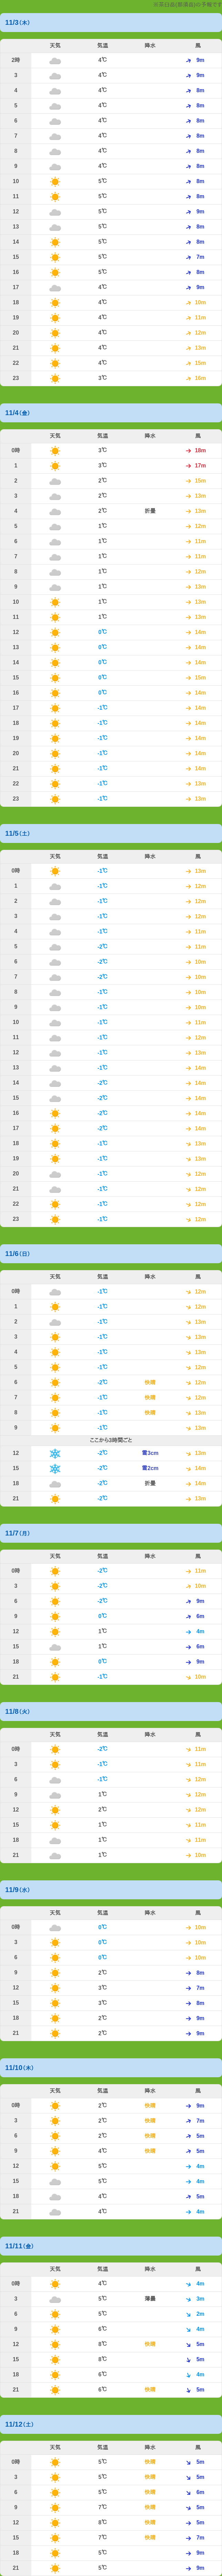 11/3(木)
天気 気温 降水 風
2時 4℃ 9m
3 4℃ 9m
4 4℃ 8m
5 4℃ 8m
6 4℃ 8m
7 4℃ 8m
8 4℃ 8m
9 4℃ 8m
10 5℃ 8m
11 5℃ 8m
12 5℃ 9m
13 5℃ 8m
14 5℃ 8m
15 5℃ 7m
16 5℃ 8m
17 4℃ 9m
18 4℃ 10m
19 4℃ 11m
20 4℃ 12m
21 4℃ 13m
22 4℃ 15m
23 3℃ 16m
11/4(金)
天気 気温 降水 風
0時 3℃ 18m
1 3℃ 17m
2 2℃ 15m
3 2℃ 13m
4 2℃ 折曇 13m
5 1℃ 12m
6 1℃ 11m
7 1℃ 11m
8 1℃ 12m
9 1℃ 13m
10 1℃ 13m
11 1℃ 13m
12 0℃ 14m
13 0℃ 14m
14 0℃ 14m
15 0℃ 15m
16 0℃ 14m
17 -1℃ 14m
18 -1℃ 14m
19 -1℃ 14m
20 -1℃ 14m
21 -1℃ 14m
22 -1℃ 13m
23 -1℃ 13m
11/5(土)
天気 気温 降水 風
0時 -1℃ 13m
1 -1℃ 12m
2 -1℃ 12m
3 -1℃ 12m
4 -1℃ 11m
5 -2℃ 11m
6 -2℃ 10m
7 -2℃ 10m
8 -1℃ 10m
9 -1℃ 10m
10 -1℃ 11m
11 -1℃ 12m
12 -1℃ 13m
13 -1℃ 14m
14 -2℃ 14m
15 -2℃ 14m
16 -2℃ 14m
17 -2℃ 14m
18 -1℃ 13m
19 -1℃ 13m
20 -1℃ 12m
21 -1℃ 12m
22 -1℃ 12m
23 -1℃ 12m
11/6(日)
天気 気温 降水 風
0時 -1℃ 12m
1 -1℃ 12m
2 -1℃ 13m
3 -1℃ 13m
4 -1℃ 13m
5 -1℃ 12m
6 -2℃ 快晴 12m
7 -1℃ 快晴 12m
8 -1℃ 快晴 13m
9 -1℃ 13m
ここから3時間ごと
12 -2℃ 雪3cm 13m
15 -2℃ 雪2cm 14m
18 -2℃ 折曇 14m
21 -2℃ 13m
11/7(月)
天気 気温 降水 風
0時 -2℃ 11m
3 -2℃ 10m
6 -2℃ 9m
9 0℃ 6m
12 1℃ 4m
15 1℃ 6m
18 0℃ 9m
21 -1℃ 10m
11/8(火)
天気 気温 降水 風
0時 -2℃ 11m
3 -1℃ 11m
6 -1℃ 12m
9 1℃ 12m
12 2℃ 12m
15 1℃ 11m
18 1℃ 11m
21 1℃ 10m
11/9(水)
天気 気温 降水 風
0時 0℃ 10m
3 0℃ 10m
6 0℃ 10m
9 2℃ 8m
12 3℃ 7m
15 3℃ 8m
18 2℃ 9m
21 2℃ 9m
11/10(木)
天気 気温 降水 風
0時 2℃ 快晴 9m
3 2℃ 快晴 7m
6 2℃ 快晴 5m
9 4℃ 快晴 5m
12 5℃ 4m
15 5℃ 4m
18 4℃ 5m
21 4℃ 4m
11/11(金)
天気 気温 降水 風
0時 4℃ 4m
3 5℃ 薄曇 3m
6 5℃ 2m
9 6℃ 4m
12 8℃ 快晴 5m
15 8℃ 5m
18 6℃ 4m
21 6℃ 快晴 5m
11/12(土)
天気 気温 降水 風
0時 5℃ 快晴 5m
3 5℃ 快晴 5m
6 5℃ 快晴 6m
9 7℃ 快晴 5m
12 8℃ 快晴 5m
15 7℃ 快晴 7m
18 5℃ 9m
21 5℃ 9m